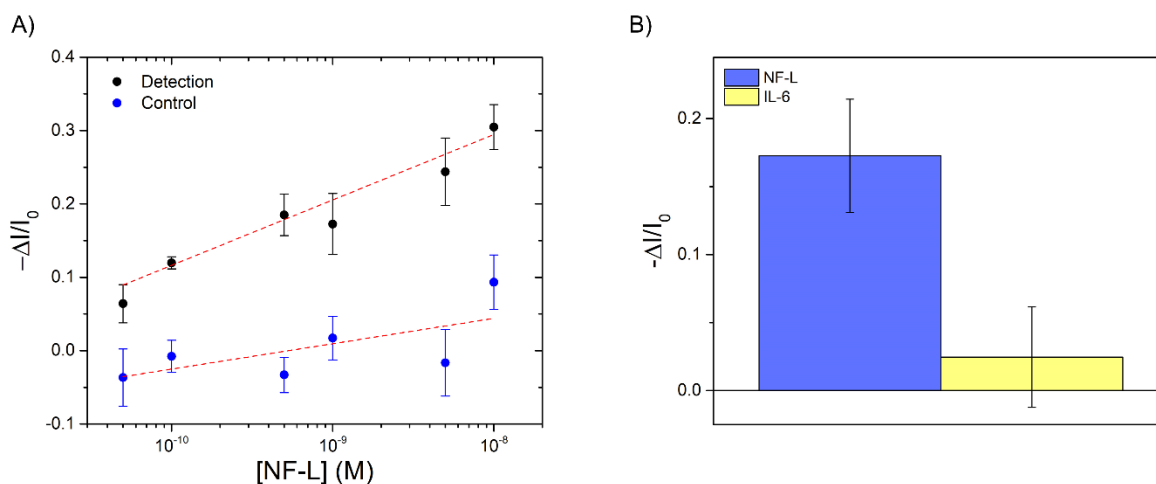 A)
B)
0.4
0.3
0.2
0.1
0.0
-0.1
−ΔI/I₀
Detection
Control
10⁻¹⁰
10⁻⁹
10⁻⁸
[NF-L] (M)
0.2
0.1
0.0
-ΔI/I₀
NF-L
IL-6